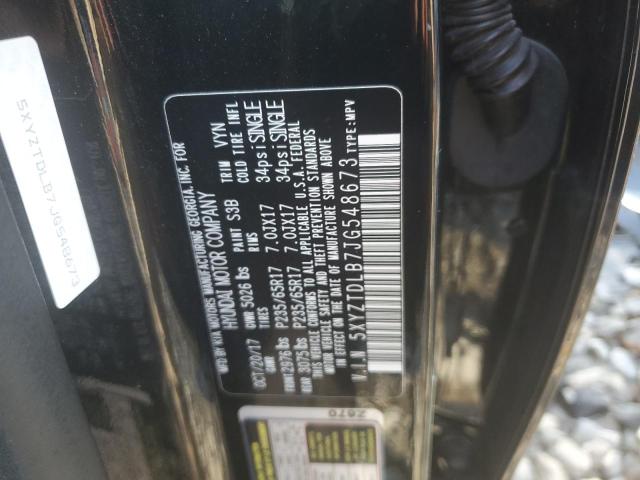 5XYZTDLB7JG548673
MFD BY KIA MOTORS MANUFACTURING GEORGIA, INC. FOR
HYUNDAI MOTOR COMPANY
OCT/20/17 PAINT S3B TRIM VYN
GVWR 5026 lbs
GAWR TIRES RIMS COLD TIRE INFL
FRT 2976 lbs P235/65R17 7.0JX17 34psi SINGLE
RR 3075 lbs P235/65R17 7.0JX17 34psi SINGLE
THIS VEHICLE CONFORMS TO ALL APPLICABLE U.S.A. FEDERAL
MOTOR VEHICLE SAFETY AND THEFT PREVENTION STANDARDS
IN EFFECT ON THE DATE OF MANUFACTURE SHOWN ABOVE
V.I.N 5XYZTDLB7JG548673 TYPE:MPV
2670